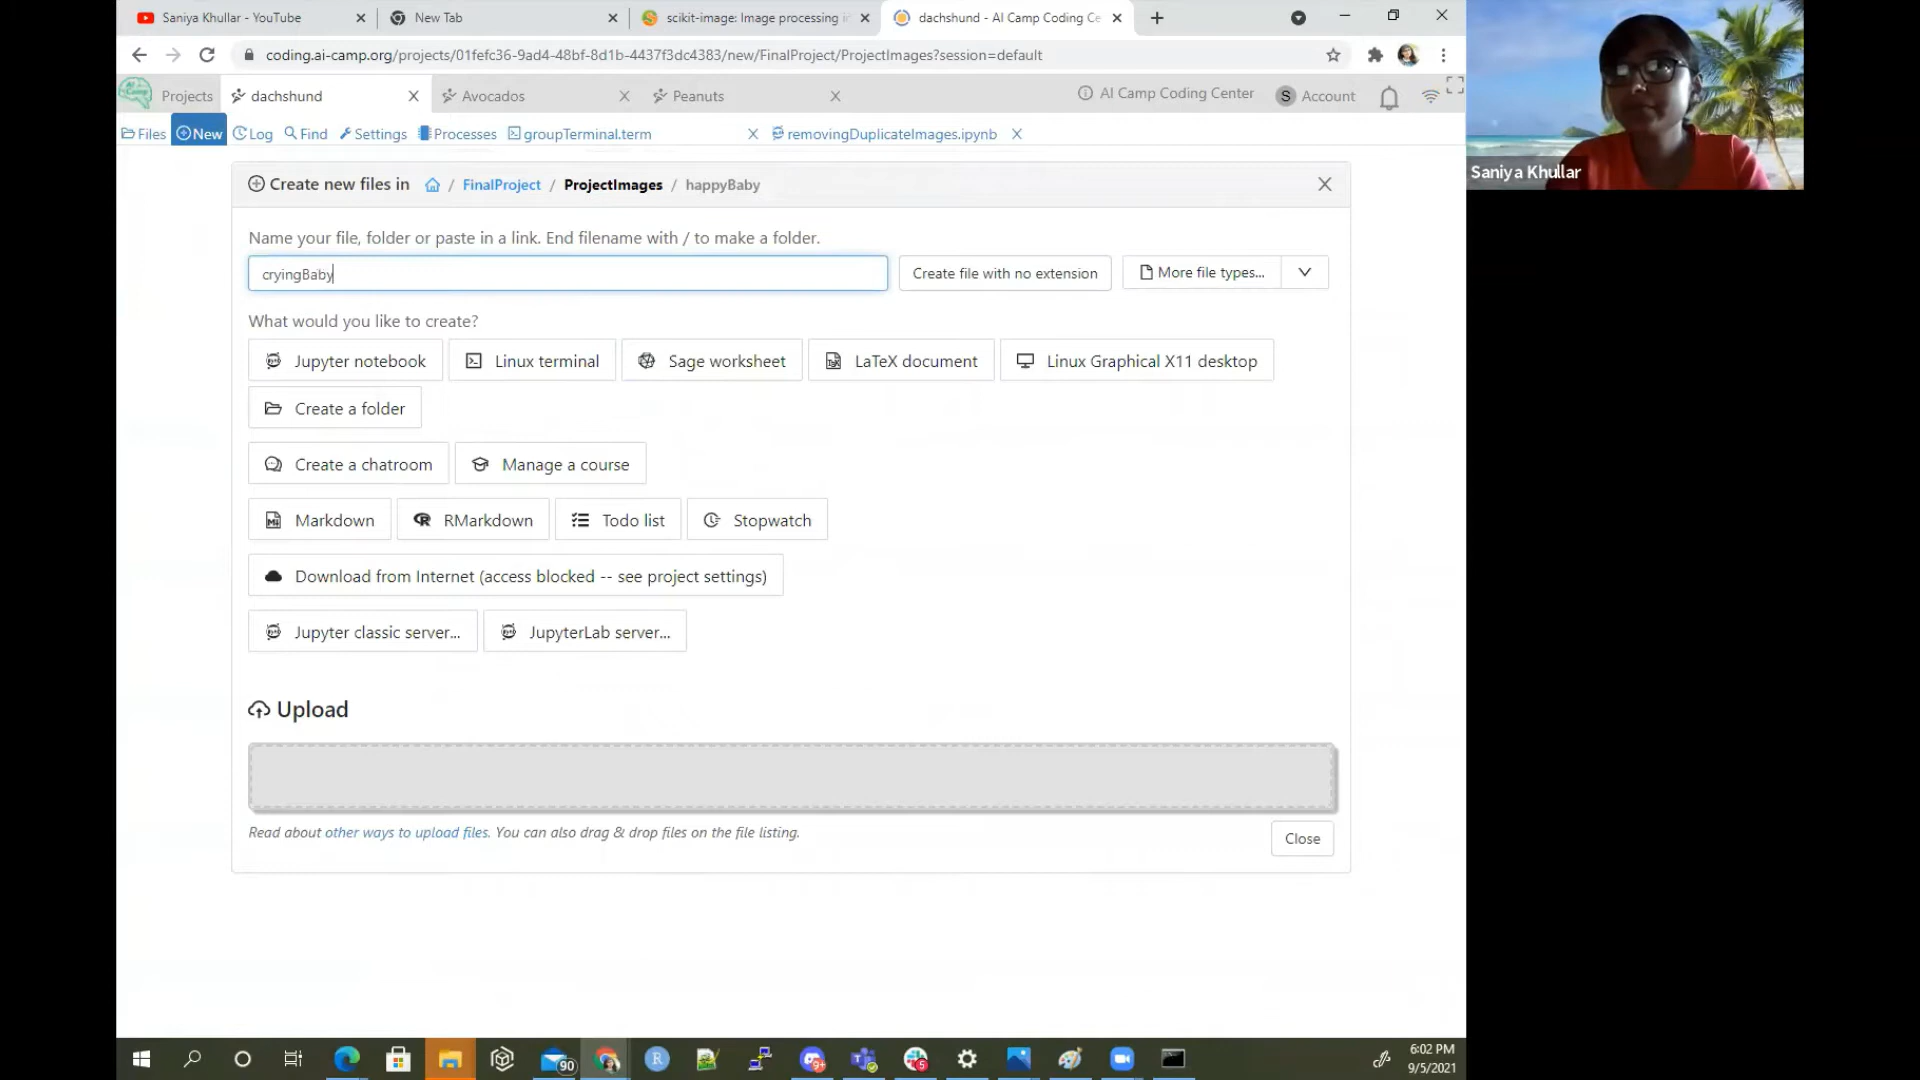 Saniya Khullar - YouTube
New Tab
scikit-image: Image processing i
dachshund - AI Camp Coding Ce
coding.ai-camp.org/projects/01fefc36-9ad4-48bf-8d1b-4437f3dc4383/new/FinalProject/ProjectImages?session=default
Projects
dachshund
Avocados
Peanuts
AI Camp Coding Center
S Account
Files
New
Log
Find
Settings
Processes
groupTerminal.term
removingDuplicateImages.ipynb
Saniya Khullar
Create new files in / FinalProject / ProjectImages / happyBaby
Name your file, folder or paste in a link. End filename with / to make a folder.
cryingBaby
Create file with no extension
More file types...
What would you like to create?
Jupyter notebook
Linux terminal
Sage worksheet
LaTeX document
Linux Graphical X11 desktop
Create a folder
Create a chatroom
Manage a course
Markdown
RMarkdown
Todo list
Stopwatch
Download from Internet (access blocked -- see project settings)
Jupyter classic server...
JupyterLab server...
Upload
Read about other ways to upload files. You can also drag & drop files on the file listing.
Close
90
R
9+
5
6:02 PM
9/5/2021